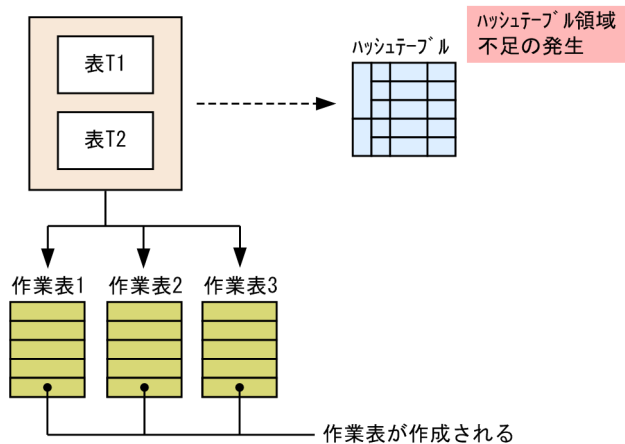 ﾊｯｼｭﾃｰﾌﾞﾙ領域
不足の発生
ﾊｯｼｭﾃｰﾌﾞﾙ
表T1
表T2
作業表1
作業表2
作業表3
作業表が作成される